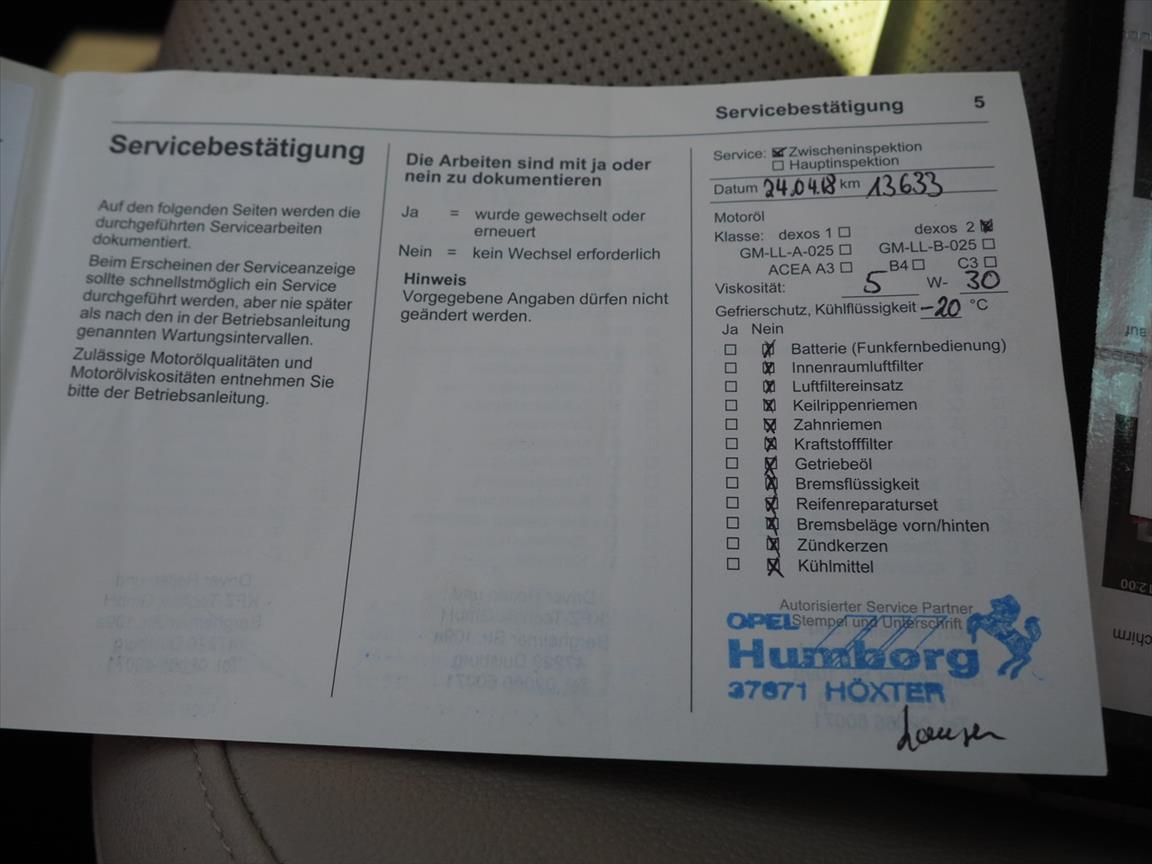 Servicebestätigung 5
Servicebestätigung
Auf den folgenden Seiten werden die
durchgeführten Servicearbeiten
dokumentiert.
Beim Erscheinen der Serviceanzeige
sollte schnellstmöglich ein Service
durchgeführt werden, aber nie später
als nach den in der Betriebsanleitung
genannten Wartungsintervallen.
Zulässige Motorölqualitäten und
Motorölviskositäten entnehmen Sie
bitte der Betriebsanleitung.
Die Arbeiten sind mit ja oder
nein zu dokumentieren
Ja = wurde gewechselt oder
erneuert
Nein = kein Wechsel erforderlich
Hinweis
Vorgegebene Angaben dürfen nicht
geändert werden.
Service: Zwischeninspektion
Hauptinspektion
Datum 24.04.18 km 13633
Motoröl
Klasse: dexos 1 dexos 2
GM-LL-A-025 GM-LL-B-025
ACEA A3 B4 C3
Viskosität: 5 W- 30
Gefrierschutz, Kühlflüssigkeit -20 °C
Ja Nein
Batterie (Funkfernbedienung)
Innenraumluftfilter
Luftfiltereinsatz
Keilrippenriemen
Zahnriemen
Kraftstofffilter
Getriebeöl
Bremsflüssigkeit
Reifenreparaturset
Bremsbeläge vorn/hinten
Zündkerzen
Kühlmittel
Autorisierter Service Partner
Stempel und Unterschrift
OPEL
Humborg
37671 HÖXTER